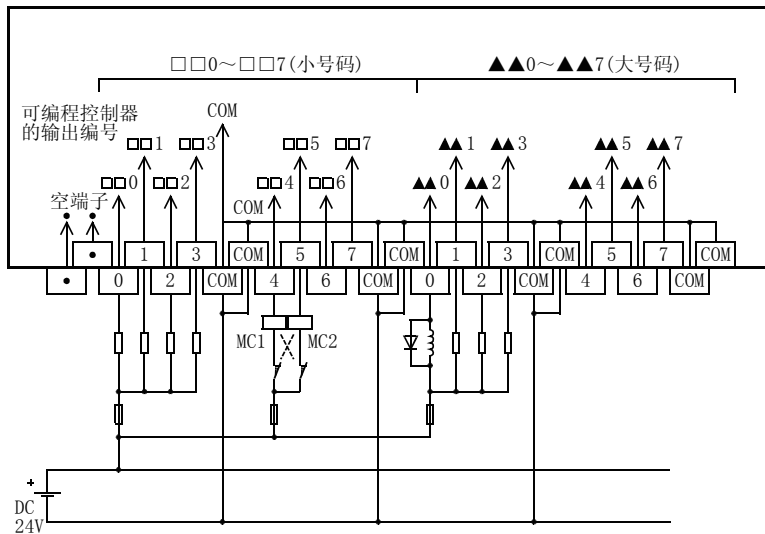 □□0～□□7(小号码)
▲▲0～▲▲7(大号码)
可编程控制器
的输出编号
COM
□□1
□□3
□□5
□□7
▲▲1
▲▲3
▲▲5
▲▲7
□□0
□□2
□□4
□□6
▲▲0
▲▲2
▲▲4
▲▲6
空端子
COM
1
3
COM
5
7
COM
1
3
COM
5
7
COM
0
2
COM
4
6
COM
0
2
COM
4
6
COM
MC1
MC2
+
DC
24V